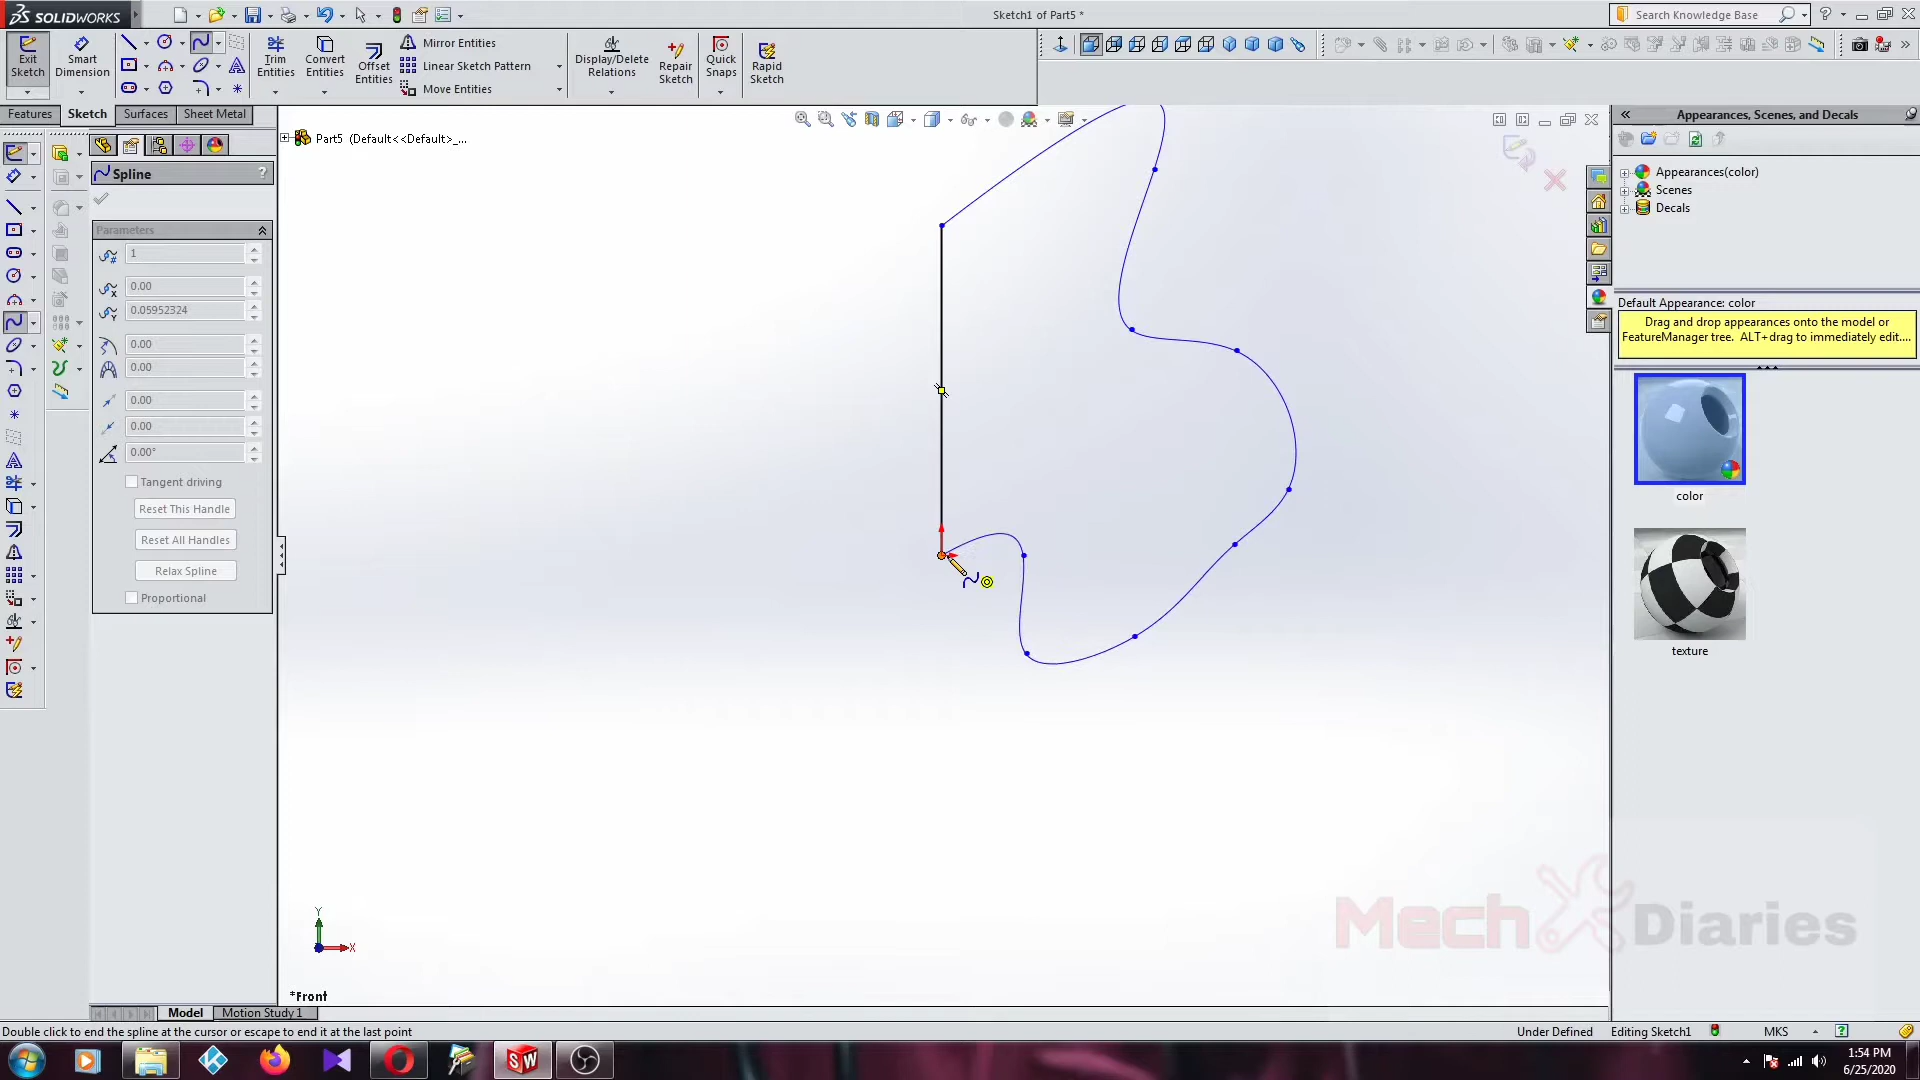 SOLIDWORKS
Sketch1 of Part5 *
Search Knowledge Base
Exit Sketch
Smart Dimension
Trim Entities
Convert Entities
Offset Entities
Mirror Entities
Linear Sketch Pattern
Move Entities
Display/Delete Relations
Repair Sketch
Quick Snaps
Rapid Sketch
Features
Sketch
Surfaces
Sheet Metal
Part5 (Default<<Default>_...
Appearances, Scenes, and Decals
Spline
?
Parameters
1
0.00
0.05952324
0.00
0.00
0.00
0.00
0.00°
Tangent driving
Reset This Handle
Reset All Handles
Relax Spline
Proportional
Appearances(color)
Scenes
Decals
Default Appearance: color
Drag and drop appearances onto the model or
FeatureManager tree. ALT+drag to immediately edit....
color
texture
Mech Diaries
Y
X
*Front
Model
Motion Study 1
Double click to end the spline at the cursor or escape to end it at the last point
Under Defined
Editing Sketch1
MKS
1:54 PM
6/25/2020